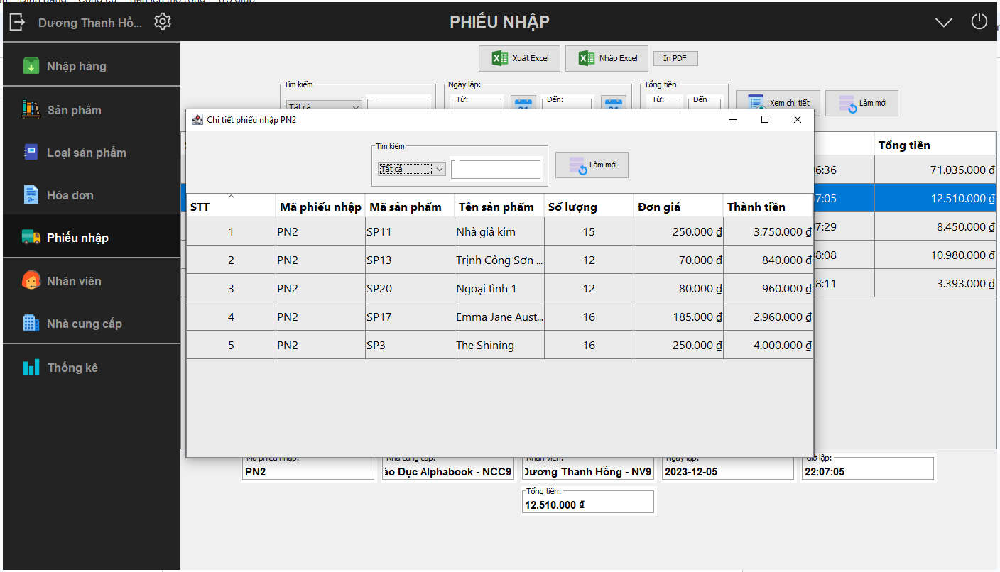 Dương Thanh Hồ...
PHIẾU NHẬP
Nhập hàng
Sản phẩm
Loại sản phẩm
Hóa đơn
Phiếu nhập
Nhân viên
Nhà cung cấp
Thống kê
Xuất Excel
Nhập Excel
In PDF
Tìm kiếm
Tất cả
Ngày lập:
Từ:
Đến:
Tổng tiền
Từ:
Đến
Xem chi tiết
Làm mới
Tổng tiền
6:36 71.035.000 ₫
7:05 12.510.000 ₫
7:29 8.450.000 ₫
8:08 10.980.000 ₫
8:11 3.393.000 ₫
Chi tiết phiếu nhập PN2
Tìm kiếm
Tất cả
Làm mới
STT Mã phiếu nhập Mã sản phẩm Tên sản phẩm Số lượng Đơn giá Thành tiền
1 PN2 SP11 Nhà giả kim 15 250.000 ₫ 3.750.000 ₫
2 PN2 SP13 Trịnh Công Sơn ... 12 70.000 ₫ 840.000 ₫
3 PN2 SP20 Ngoại tình 1 12 80.000 ₫ 960.000 ₫
4 PN2 SP17 Emma Jane Aust... 16 185.000 ₫ 2.960.000 ₫
5 PN2 SP3 The Shining 16 250.000 ₫ 4.000.000 ₫
Mã phiếu nhập:
PN2
Nhà cung cấp:
áo Dục Alphabook - NCC9
Nhân viên:
Dương Thanh Hồng - NV9
Ngày lập:
2023-12-05
Giờ lập:
22:07:05
Tổng tiền:
12.510.000 ₫